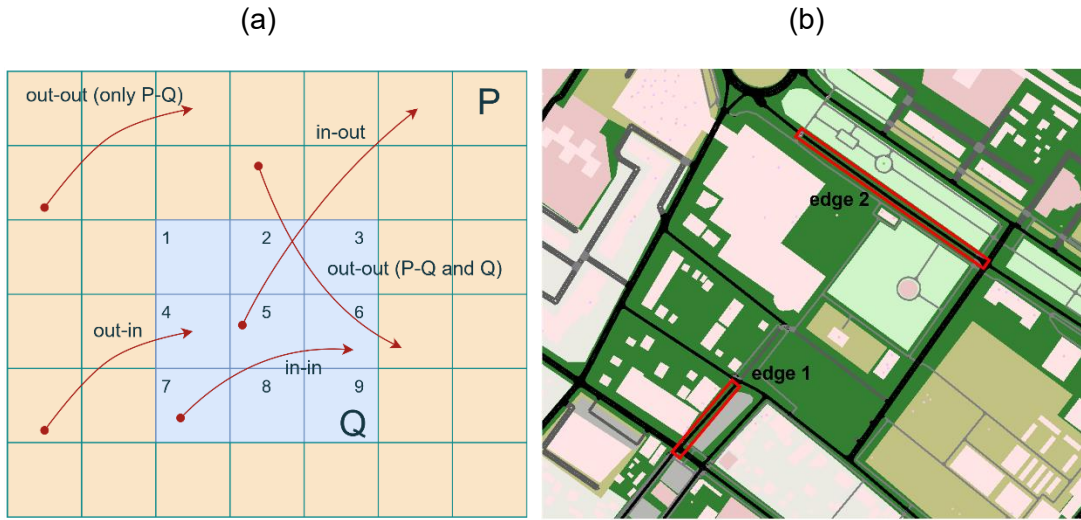 (a)
(b)
out-out (only P-Q)
P
in-out
1
2
3
out-out (P-Q and Q)
4
5
6
out-in
in-in
7
8
9
Q
edge 2
edge 1